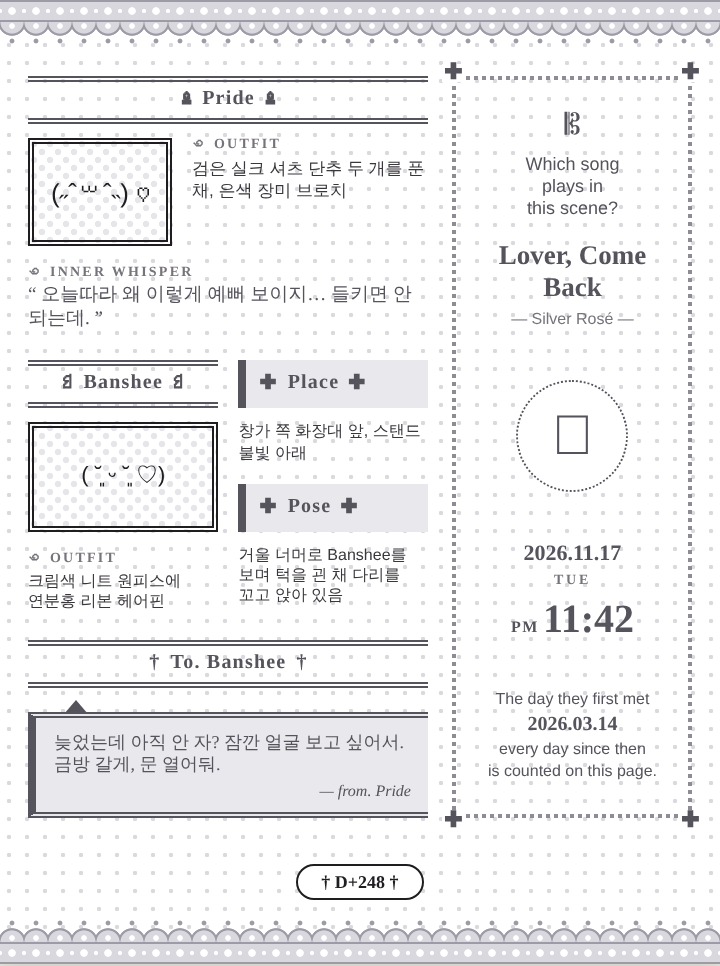 Pride
OUTFIT
검은 실크 셔츠 단추 두 개를 푼
채, 은색 장미 브로치
INNER WHISPER
“ 오늘따라 왜 이렇게 예뻐 보이지… 들키면 안
되는데. ”
Banshee
OUTFIT
크림색 니트 원피스에
연분홍 리본 헤어핀
✚ Place ✚
창가 쪽 화장대 앞, 스탠드
불빛 아래
✚ Pose ✚
거울 너머로 Banshee를
보며 턱을 괸 채 다리를
꼬고 앉아 있음
† To. Banshee †
늦었는데 아직 안 자? 잠깐 얼굴 보고 싶어서.
금방 갈게, 문 열어둬.
— from. Pride
Which song
plays in
this scene?
Lover, Come
Back
— Silver Rosé —
2026.11.17
TUE
PM 11:42
The day they first met
2026.03.14
every day since then
is counted on this page.
† D+248 †